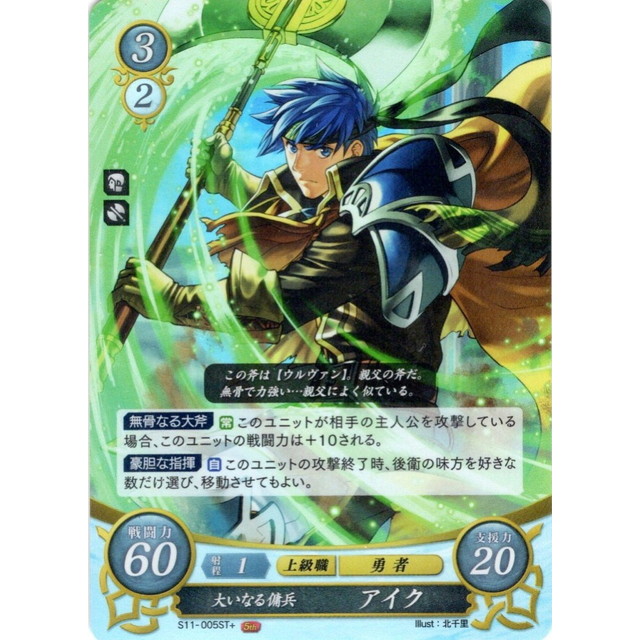 3
2
この斧は【ウルヴァン】。親父の斧だ。
無骨で力強い…親父によく似ている。
無骨なる大斧 常 このユニットが相手の主人公を攻撃している
場合、このユニットの戦闘力は+10される。
豪胆な指揮 自 このユニットの攻撃終了時、後衛の味方を好きな
数だけ選び、移動させてもよい。
戦闘力
60
射程 1
上級職
勇者
支援力
20
大いなる傭兵 アイク
S11-005ST+
Illust:北千里